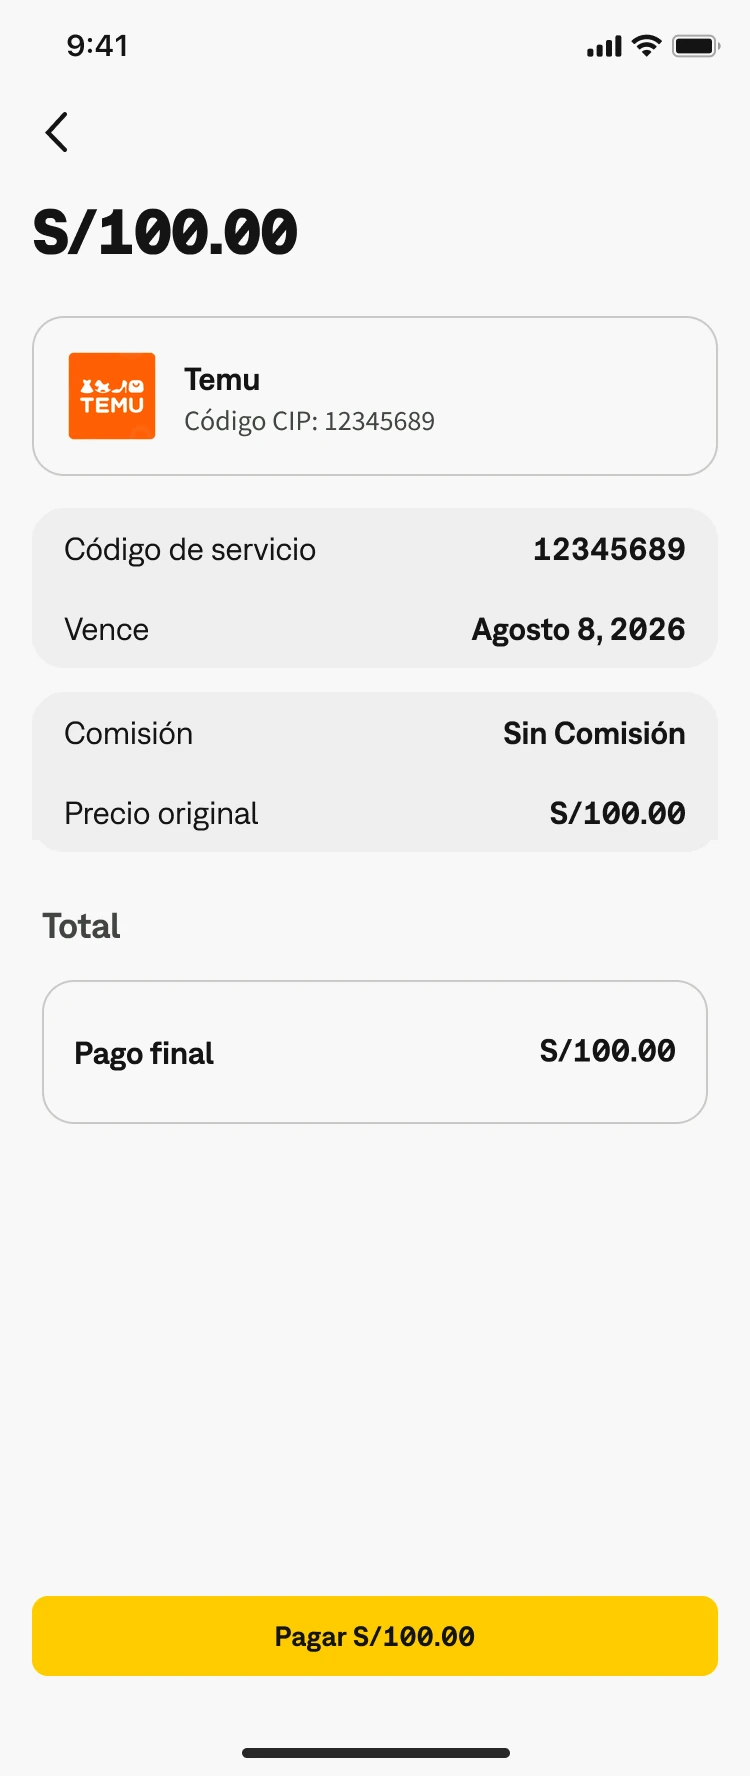 9:41
S/100.00
TEMU
Temu
Código CIP: 12345689
Código de servicio 12345689
Vence Agosto 8, 2026
Comisión Sin Comisión
Precio original S/100.00
Total
Pago final S/100.00
Pagar S/100.00